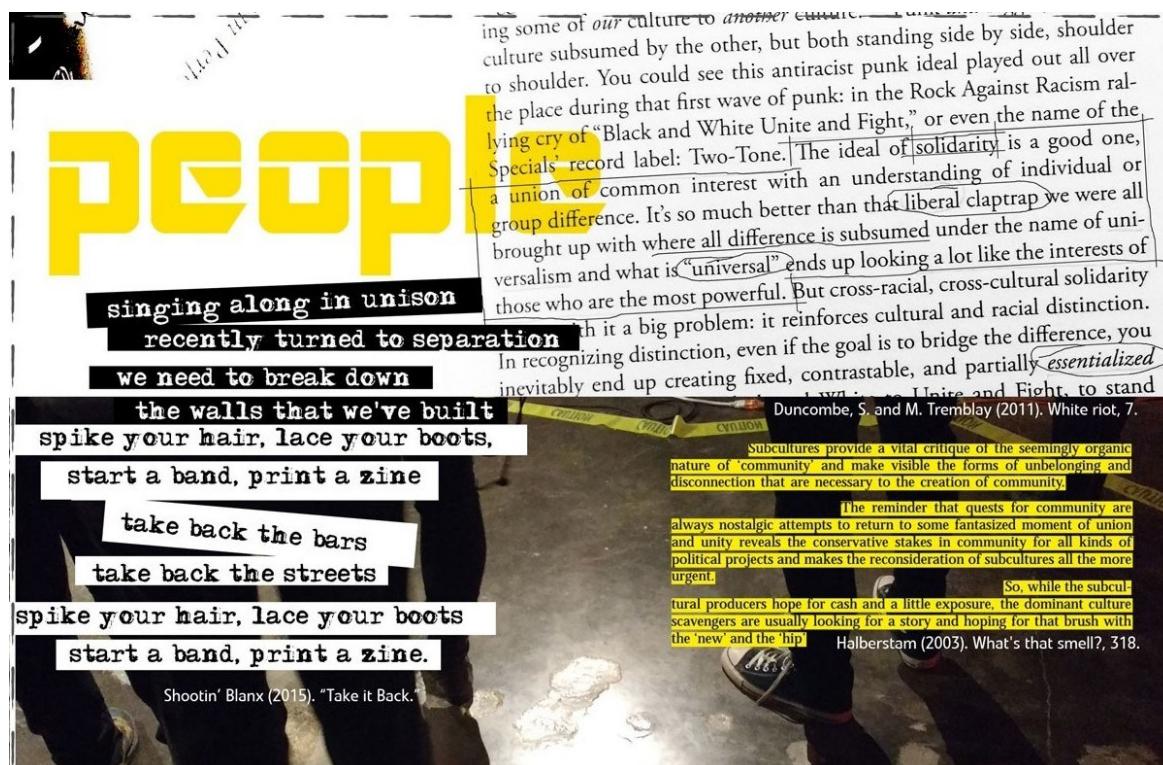 people
singing along in unison
recently turned to separation
we need to break down
the walls that we've built
spike your hair, lace your boots,
start a band, print a zine
take back the bars
take back the streets
spike your hair, lace your boots
start a band, print a zine.
Shootin' Blanx (2015). "Take it Back."
ing some of our culture to another culture.
culture subsumed by the other, but both standing side by side, shoulder
to shoulder. You could see this antiracist punk ideal played out all over
the place during that first wave of punk: in the Rock Against Racism ral-
lying cry of "Black and White Unite and Fight," or even the name of the
Specials' record label: Two-Tone. The ideal of solidarity is a good one,
a union of common interest with an understanding of individual or
group difference. It's so much better than that liberal claptrap we were all
brought up with where all difference is subsumed under the name of uni-
versalism and what is "universal" ends up looking a lot like the interests of
those who are the most powerful. But cross-racial, cross-cultural solidarity
it a big problem: it reinforces cultural and racial distinction.
In recognizing distinction, even if the goal is to bridge the difference, you
inevitably end up creating fixed, contrastable, and partially essentialized
White to Unite and Fight, to stand
Duncombe, S. and M. Tremblay (2011). White riot, 7.
CAUTION
Subcultures provide a vital critique of the seemingly organic
nature of 'community' and make visible the forms of unbelonging and
disconnection that are necessary to the creation of community.
The reminder that quests for community are
always nostalgic attempts to return to some fantasized moment of union
and unity reveals the conservative stakes in community for all kinds of
political projects and makes the reconsideration of subcultures all the more
urgent.
So, while the subcul-
tural producers hope for cash and a little exposure, the dominant culture
scavengers are usually looking for a story and hoping for that brush with
the 'new' and the 'hip'
Halberstam (2003). What's that smell?, 318.